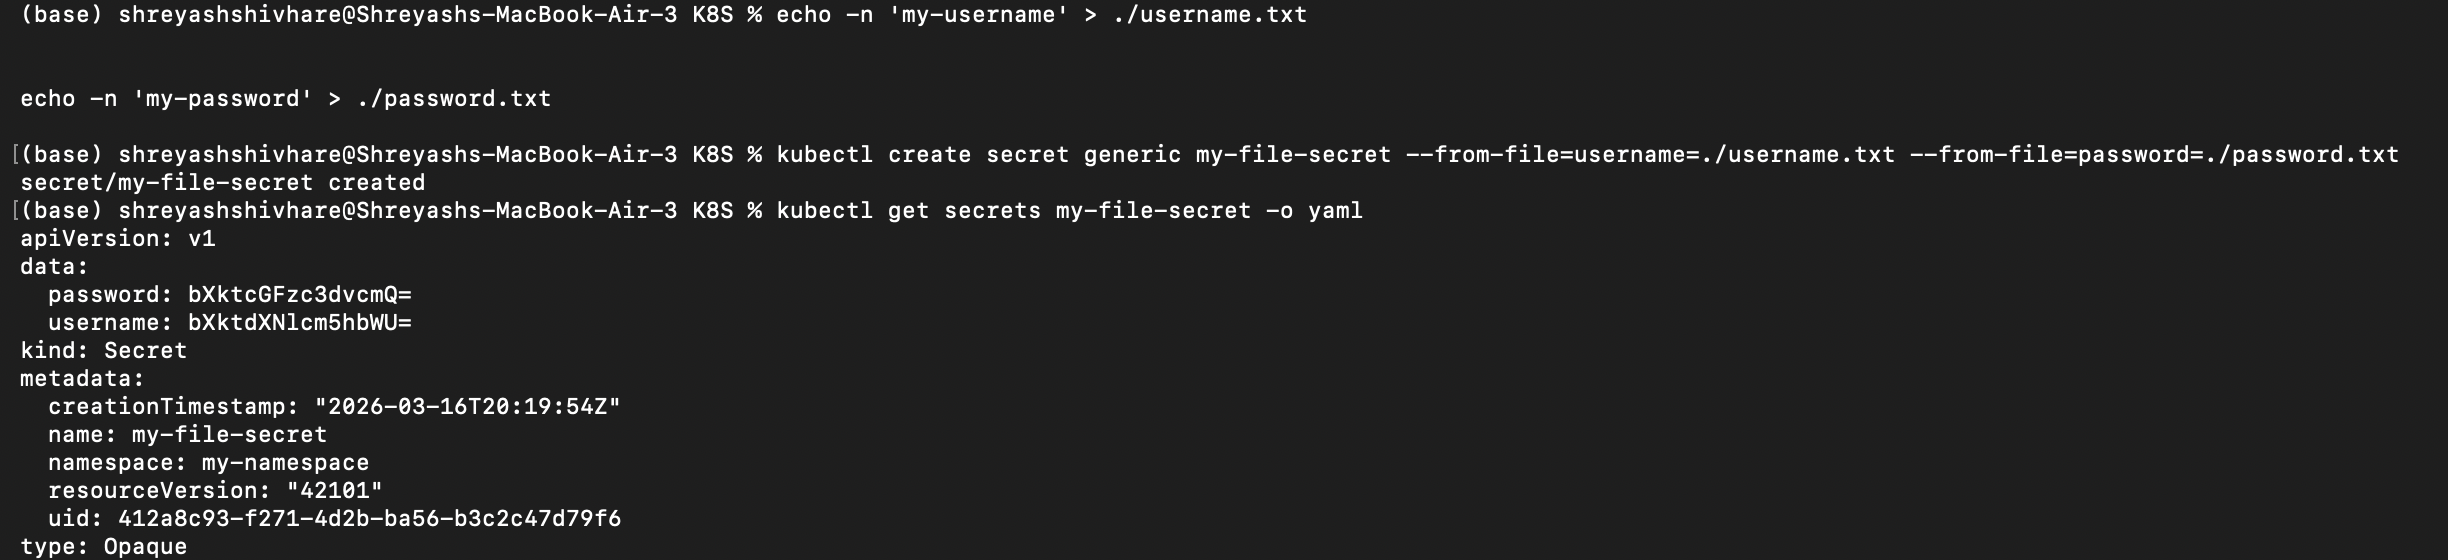 (base) shreyashshivhare@Shreyashs-MacBook-Air-3 K8S % echo -n 'my-username' > ./username.txt
echo -n 'my-password' > ./password.txt
[(base) shreyashshivhare@Shreyashs-MacBook-Air-3 K8S % kubectl create secret generic my-file-secret --from-file=username=./username.txt --from-file=password=./password.txt
secret/my-file-secret created
[(base) shreyashshivhare@Shreyashs-MacBook-Air-3 K8S % kubectl get secrets my-file-secret -o yaml
apiVersion: v1
data:
  password: bXktcGFzc3dvcmQ=
  username: bXktdXNlcm5hbWU=
kind: Secret
metadata:
  creationTimestamp: "2026-03-16T20:19:54Z"
  name: my-file-secret
  namespace: my-namespace
  resourceVersion: "42101"
  uid: 412a8c93-f271-4d2b-ba56-b3c2c47d79f6
type: Opaque